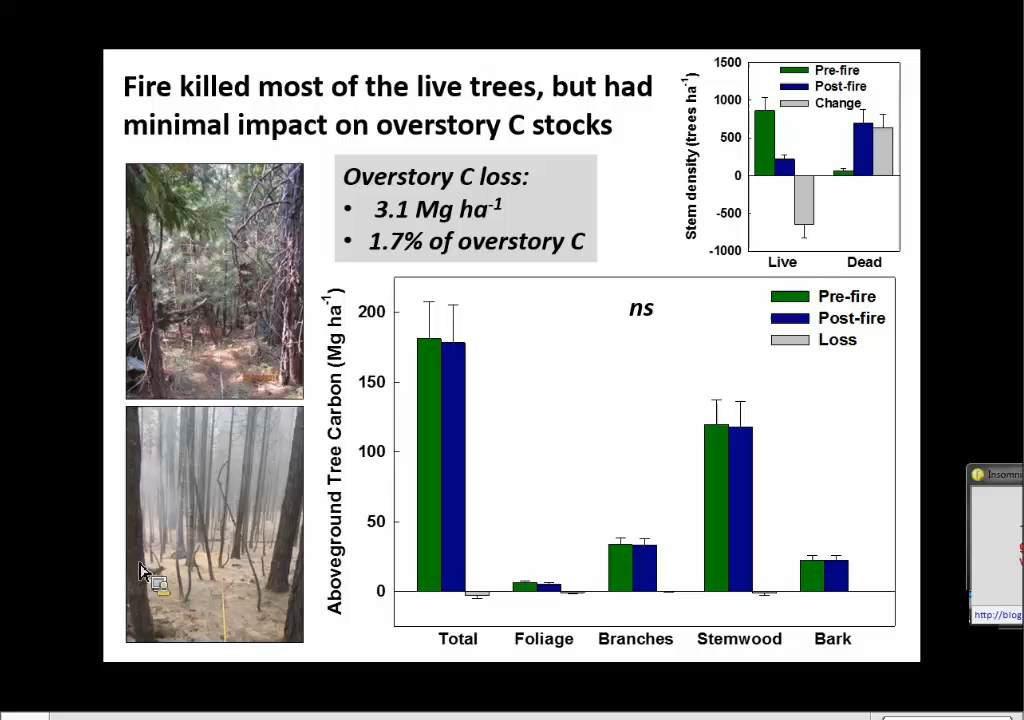 Fire killed most of the live trees, but had
minimal impact on overstory C stocks
Overstory C loss:
• 3.1 Mg ha-1
• 1.7% of overstory C
Stem density (trees ha-1)
1500
1000
500
0
-500
-1000
Pre-fire
Post-fire
Change
Live Dead
Aboveground Tree Carbon (Mg ha-1)
200
150
100
50
0
ns
Pre-fire
Post-fire
Loss
Total Foliage Branches Stemwood Bark
http://blog